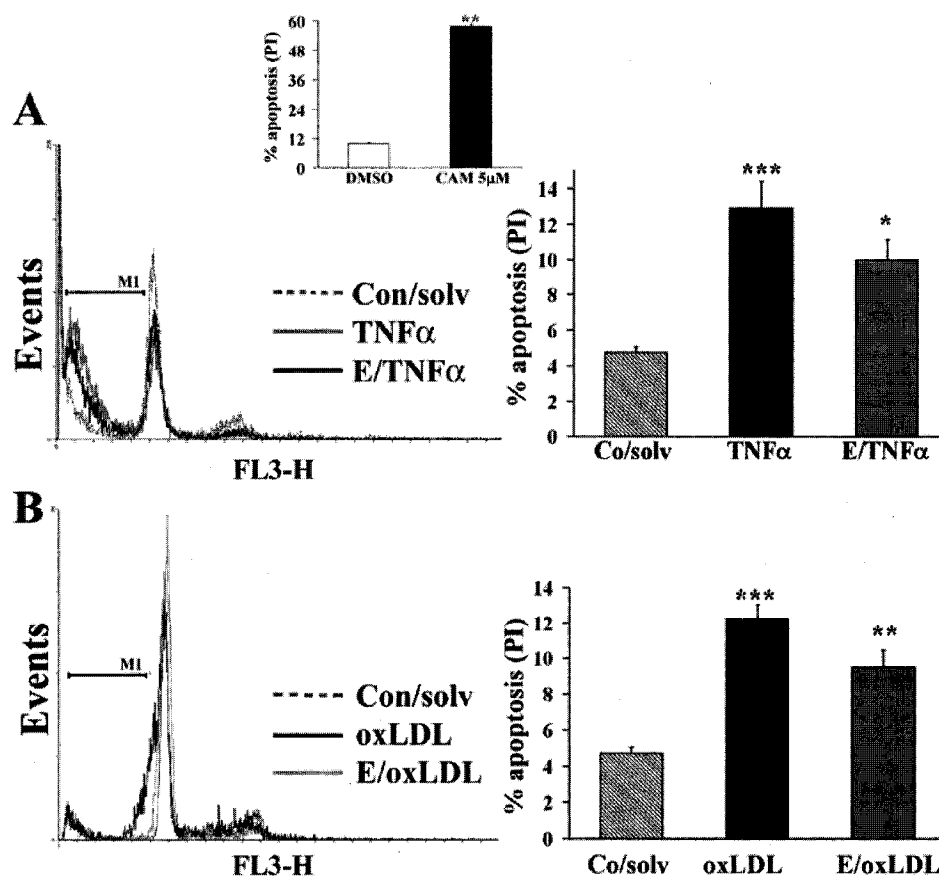 **
60
48
36
24
12
0
% apoptosis (PI)
DMSO
CAM 5µM
A
Events
M1
Con/solv
TNFα
E/TNFα
FL3-H
% apoptosis (PI)
14
12
10
8
6
4
2
0
***
*
Co/solv
TNFα
E/TNFα
B
Events
M1
Con/solv
oxLDL
E/oxLDL
FL3-H
% apoptosis (PI)
14
12
10
8
6
4
2
0
***
**
Co/solv
oxLDL
E/oxLDL